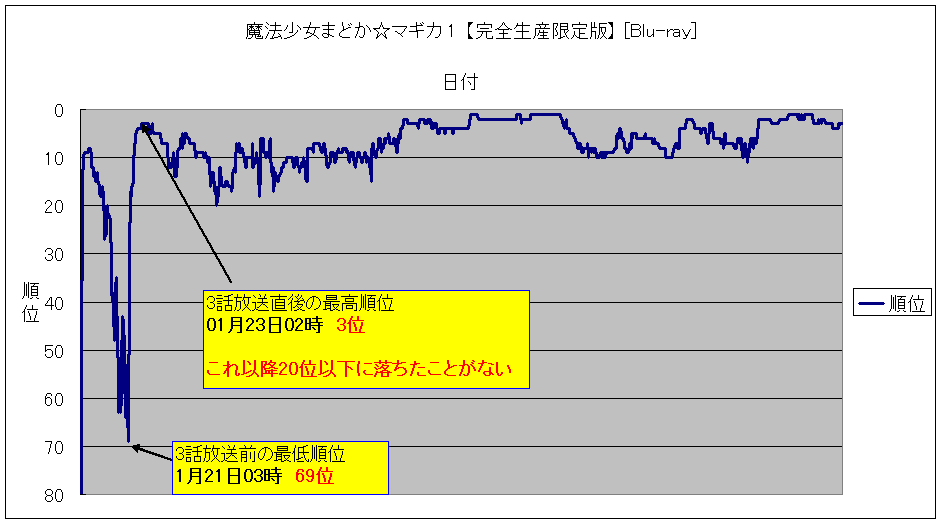 魔法少女まどか☆マギカ 1 【完全生産限定版】 [Blu-ray]
日付
0
10
20
30
40
50
60
70
80
順位
3話放送直後の最高順位
01月23日02時 3位
これ以降20位以下に落ちたことがない
3話放送前の最低順位
1月21日03時 69位
順位